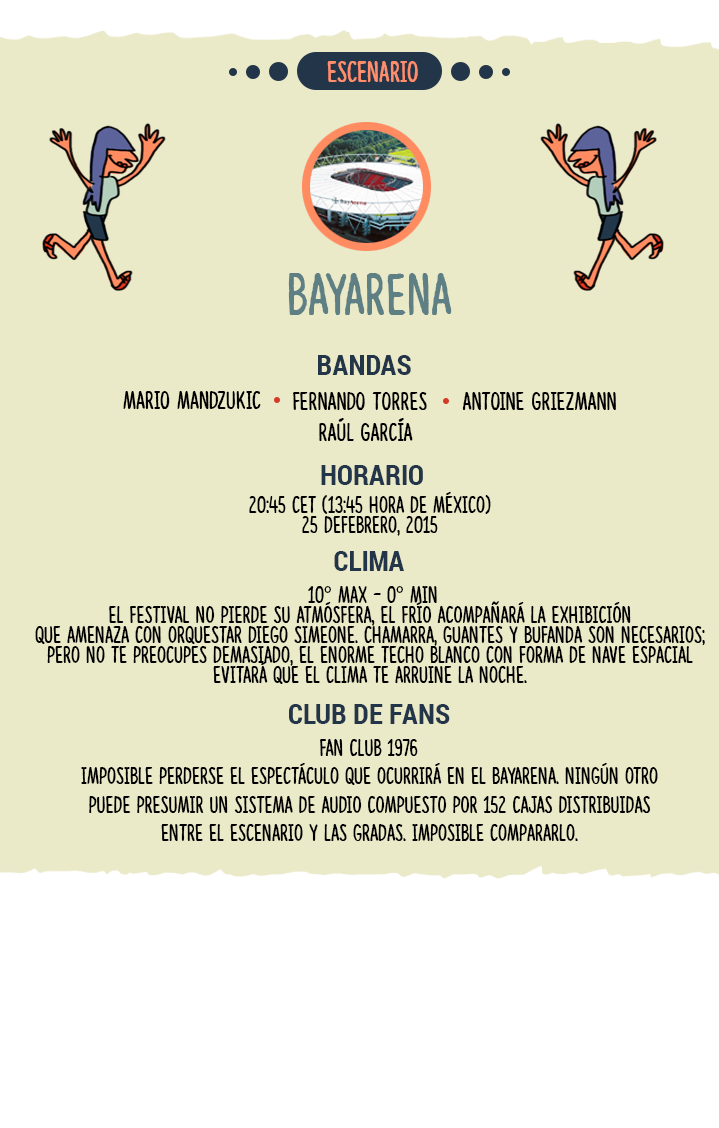 ESCENARIO
BayArena
BAYARENA
BANDAS
MARIO MANDZUKIC • FERNANDO TORRES • ANTOINE GRIEZMANN
RAÚL GARCÍA
HORARIO
20:45 CET (13:45 HORA DE MÉXICO)
25 DEFEBRERO, 2015
CLIMA
10° MAX - 0° MIN
EL FESTIVAL NO PIERDE SU ATMÓSFERA, EL FRÍO ACOMPAÑARÁ LA EXHIBICIÓN
QUE AMENAZA CON ORQUESTAR DIEGO SIMEONE. CHAMARRA, GUANTES Y BUFANDA SON NECESARIOS;
PERO NO TE PREOCUPES DEMASIADO, EL ENORME TECHO BLANCO CON FORMA DE NAVE ESPACIAL
EVITARÁ QUE EL CLIMA TE ARRUINE LA NOCHE.
CLUB DE FANS
FAN CLUB 1976
IMPOSIBLE PERDERSE EL ESPECTÁCULO QUE OCURRIRÁ EN EL BAYARENA. NINGÚN OTRO
PUEDE PRESUMIR UN SISTEMA DE AUDIO COMPUESTO POR 152 CAJAS DISTRIBUIDAS
ENTRE EL ESCENARIO Y LAS GRADAS. IMPOSIBLE COMPARARLO.